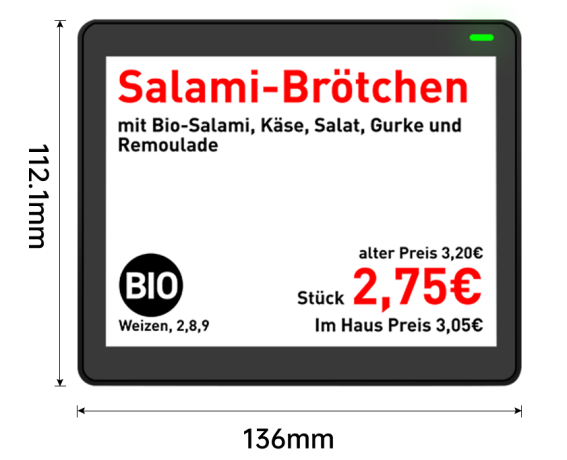 Salami-Brötchen
mit Bio-Salami, Käse, Salat, Gurke und
Remoulade
112.1mm
alter Preis 3,20€
BIO
Stück 2,75€
Weizen, 2,8,9
Im Haus Preis 3,05€
136mm